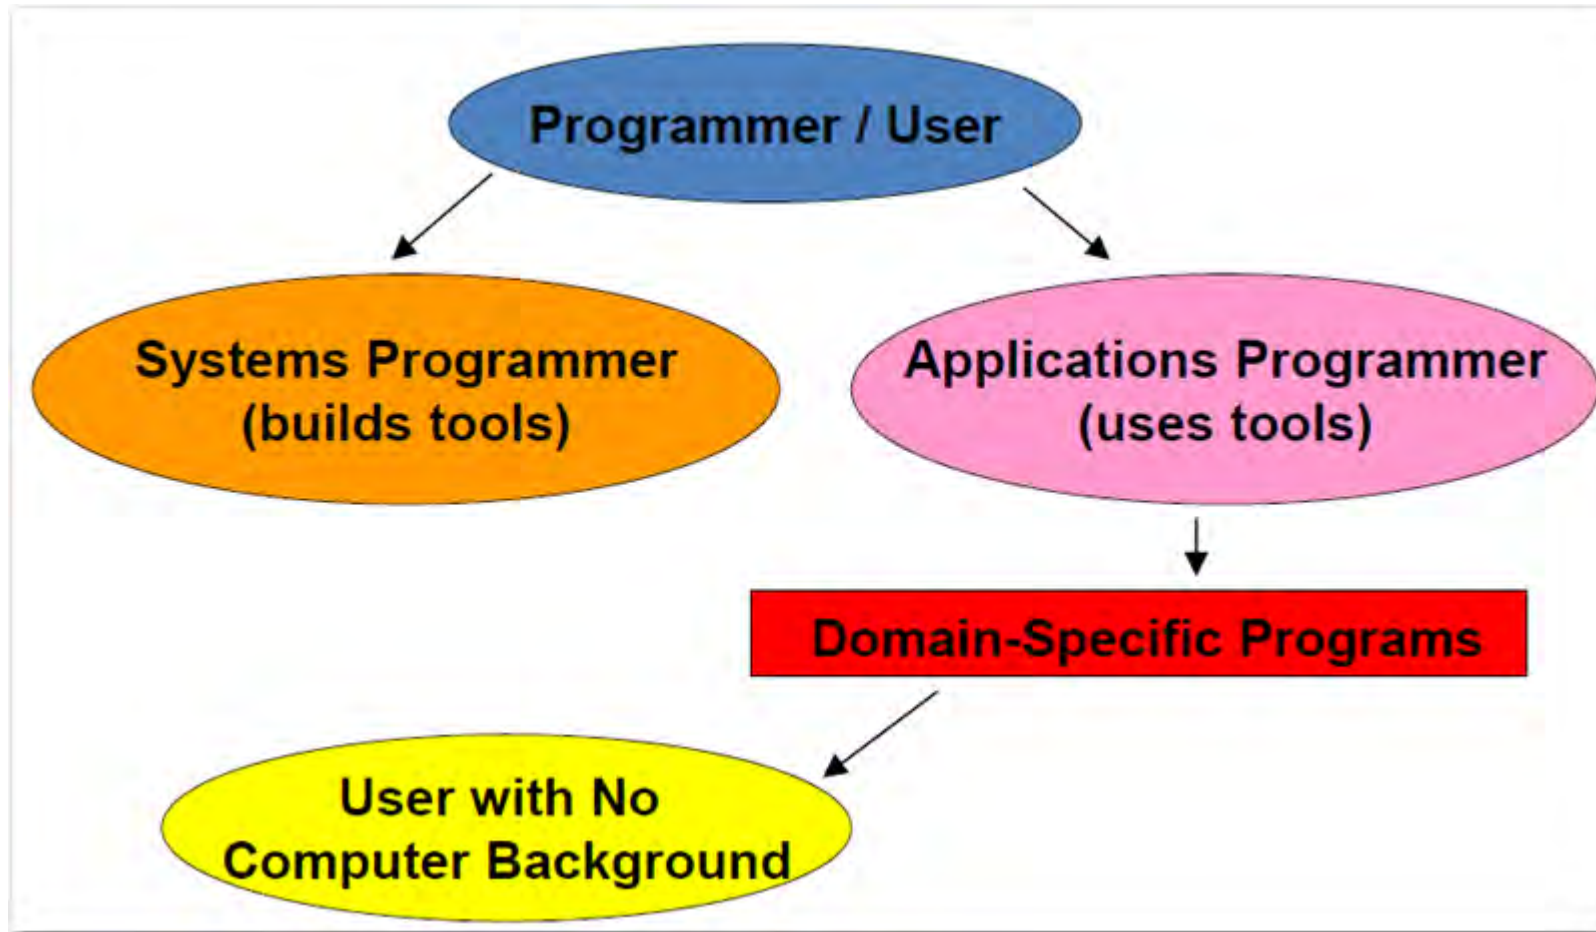 Programmer / User
Systems Programmer
(builds tools)
Applications Programmer
(uses tools)
Domain-Specific Programs
User with No
Computer Background